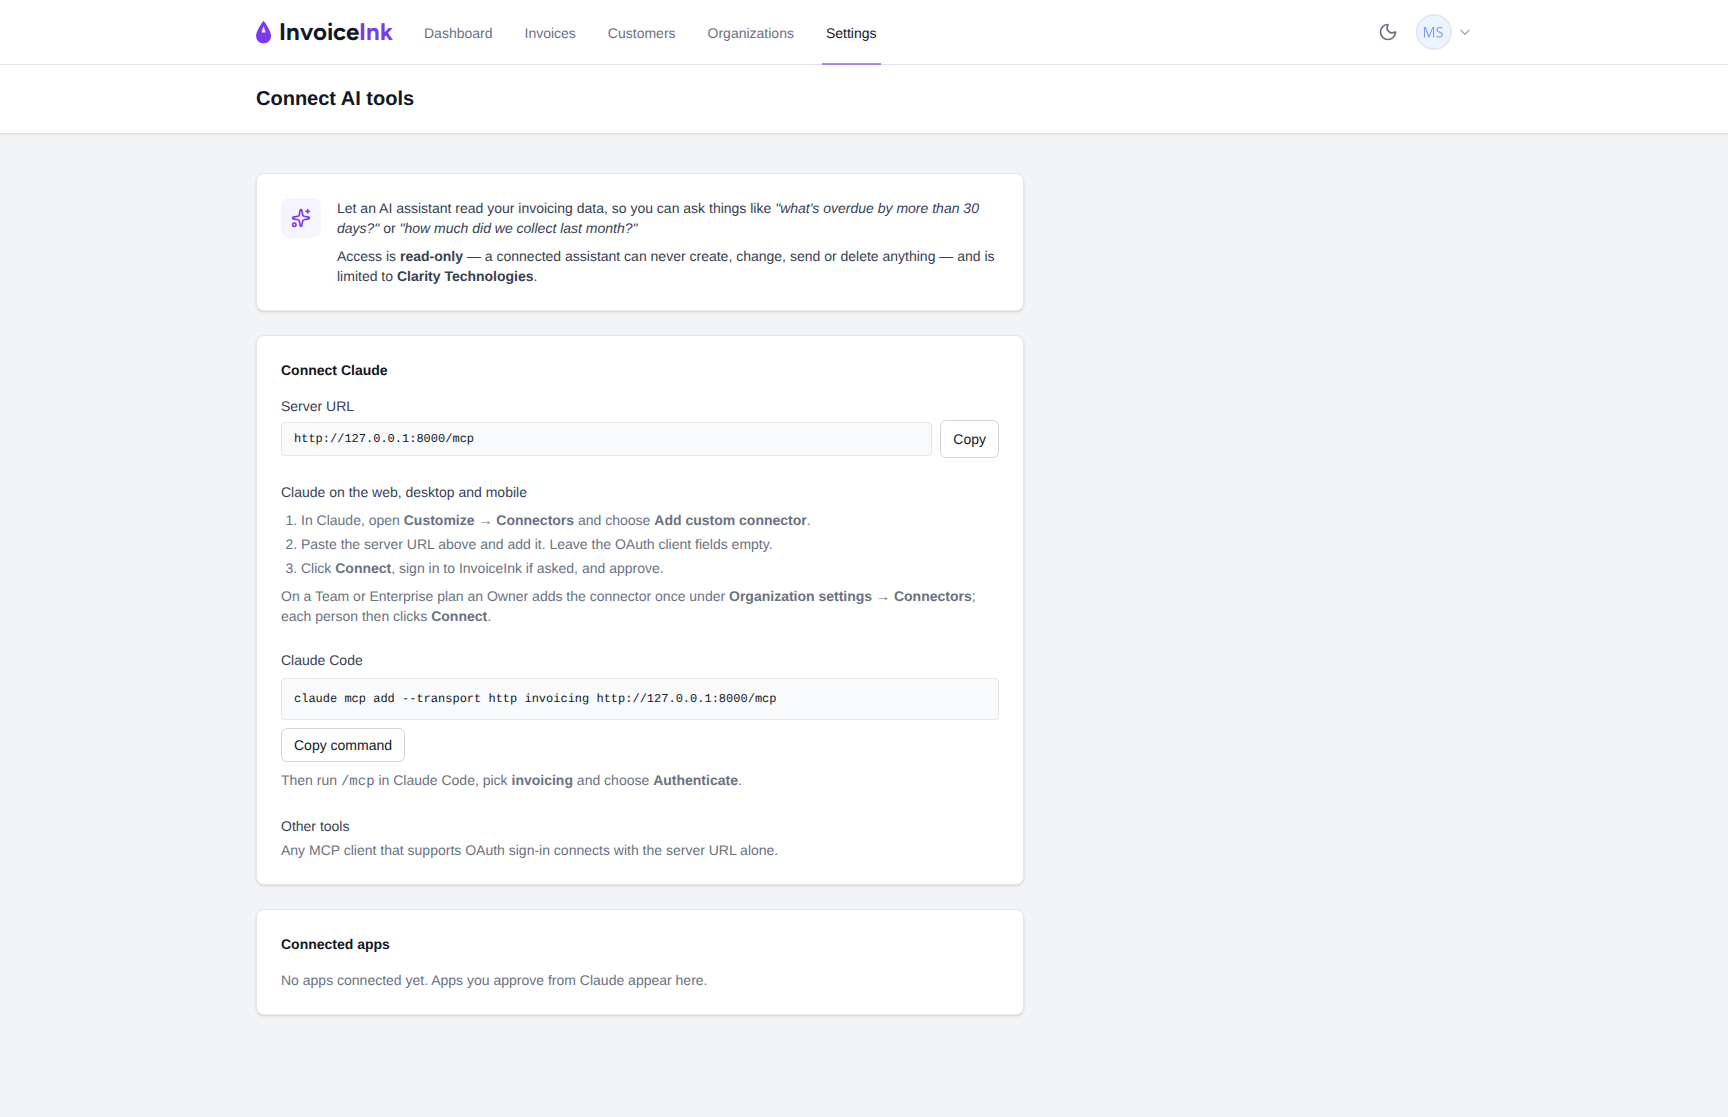 InvoiceInk
Dashboard
Invoices
Customers
Organizations
Settings
MS
Connect AI tools
Let an AI assistant read your invoicing data, so you can ask things like "what's overdue by more than 30
days?" or "how much did we collect last month?"
Access is read-only — a connected assistant can never create, change, send or delete anything — and is
limited to Clarity Technologies.
Connect Claude
Server URL
http://127.0.0.1:8000/mcp
Copy
Claude on the web, desktop and mobile
1. In Claude, open Customize → Connectors and choose Add custom connector.
2. Paste the server URL above and add it. Leave the OAuth client fields empty.
3. Click Connect, sign in to InvoiceInk if asked, and approve.
On a Team or Enterprise plan an Owner adds the connector once under Organization settings → Connectors;
each person then clicks Connect.
Claude Code
claude mcp add --transport http invoicing http://127.0.0.1:8000/mcp
Copy command
Then run /mcp in Claude Code, pick invoicing and choose Authenticate.
Other tools
Any MCP client that supports OAuth sign-in connects with the server URL alone.
Connected apps
No apps connected yet. Apps you approve from Claude appear here.